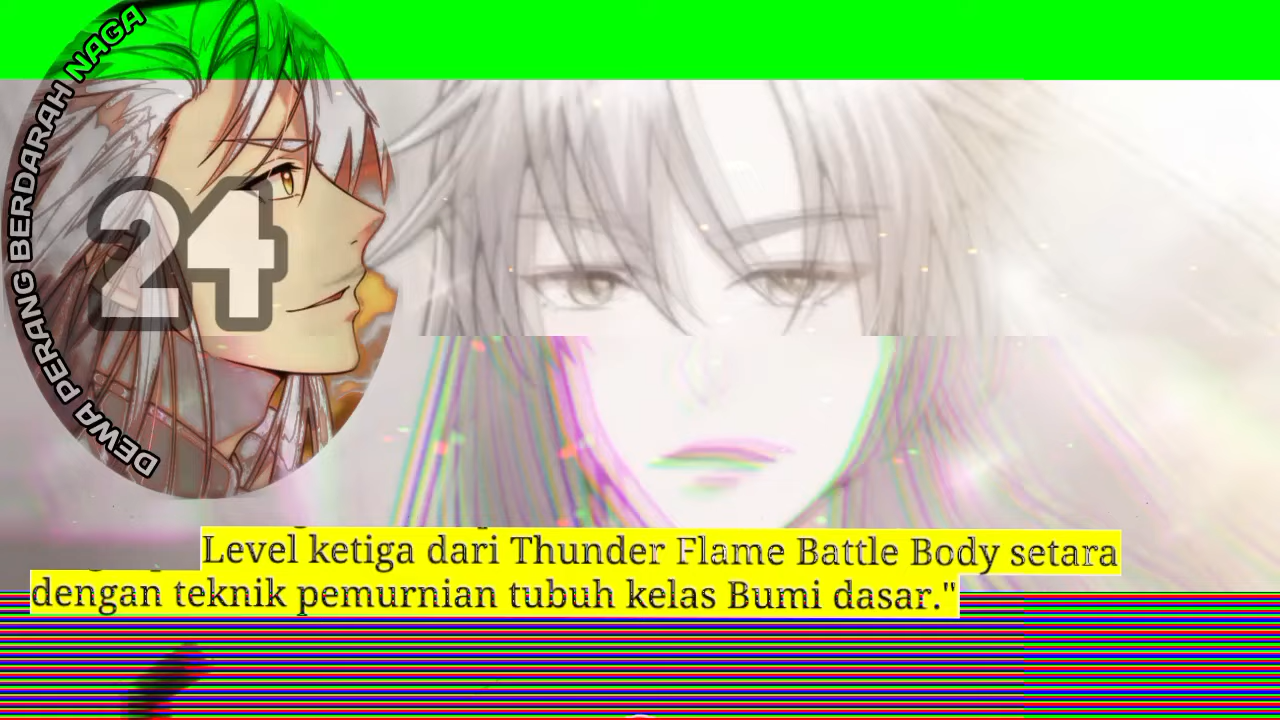 DEWA PERANG BERDARAH NAGA
24
Level ketiga dari Thunder Flame Battle Body setara
dengan teknik pemurnian tubuh kelas Bumi dasar."